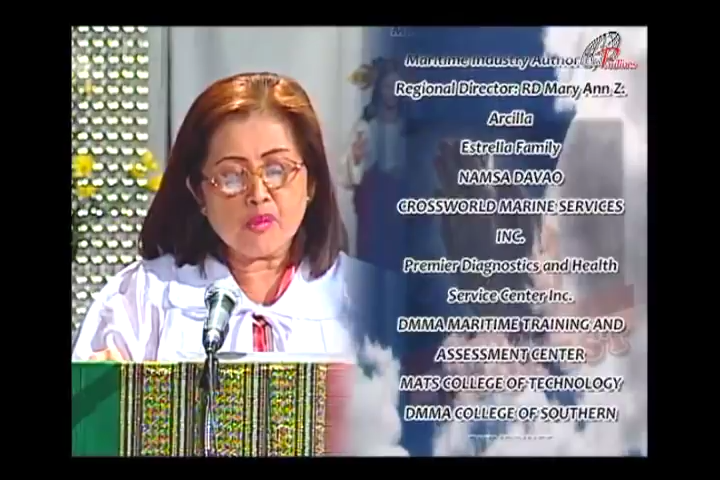 Maritime Industry Author
Regional Director: RD Mary Ann Z.
Arcilla
Estrella Family
NAMSA DAVAO
CROSSWORLD MARINE SERVICES
INC.
Premier Diagnostics and Health
Service Center Inc.
DMMA MARITIME TRAINING AND
ASSESSMENT CENTER
MATS COLLEGE OF TECHNOLOGY
DMMA COLLEGE OF SOUTHERN